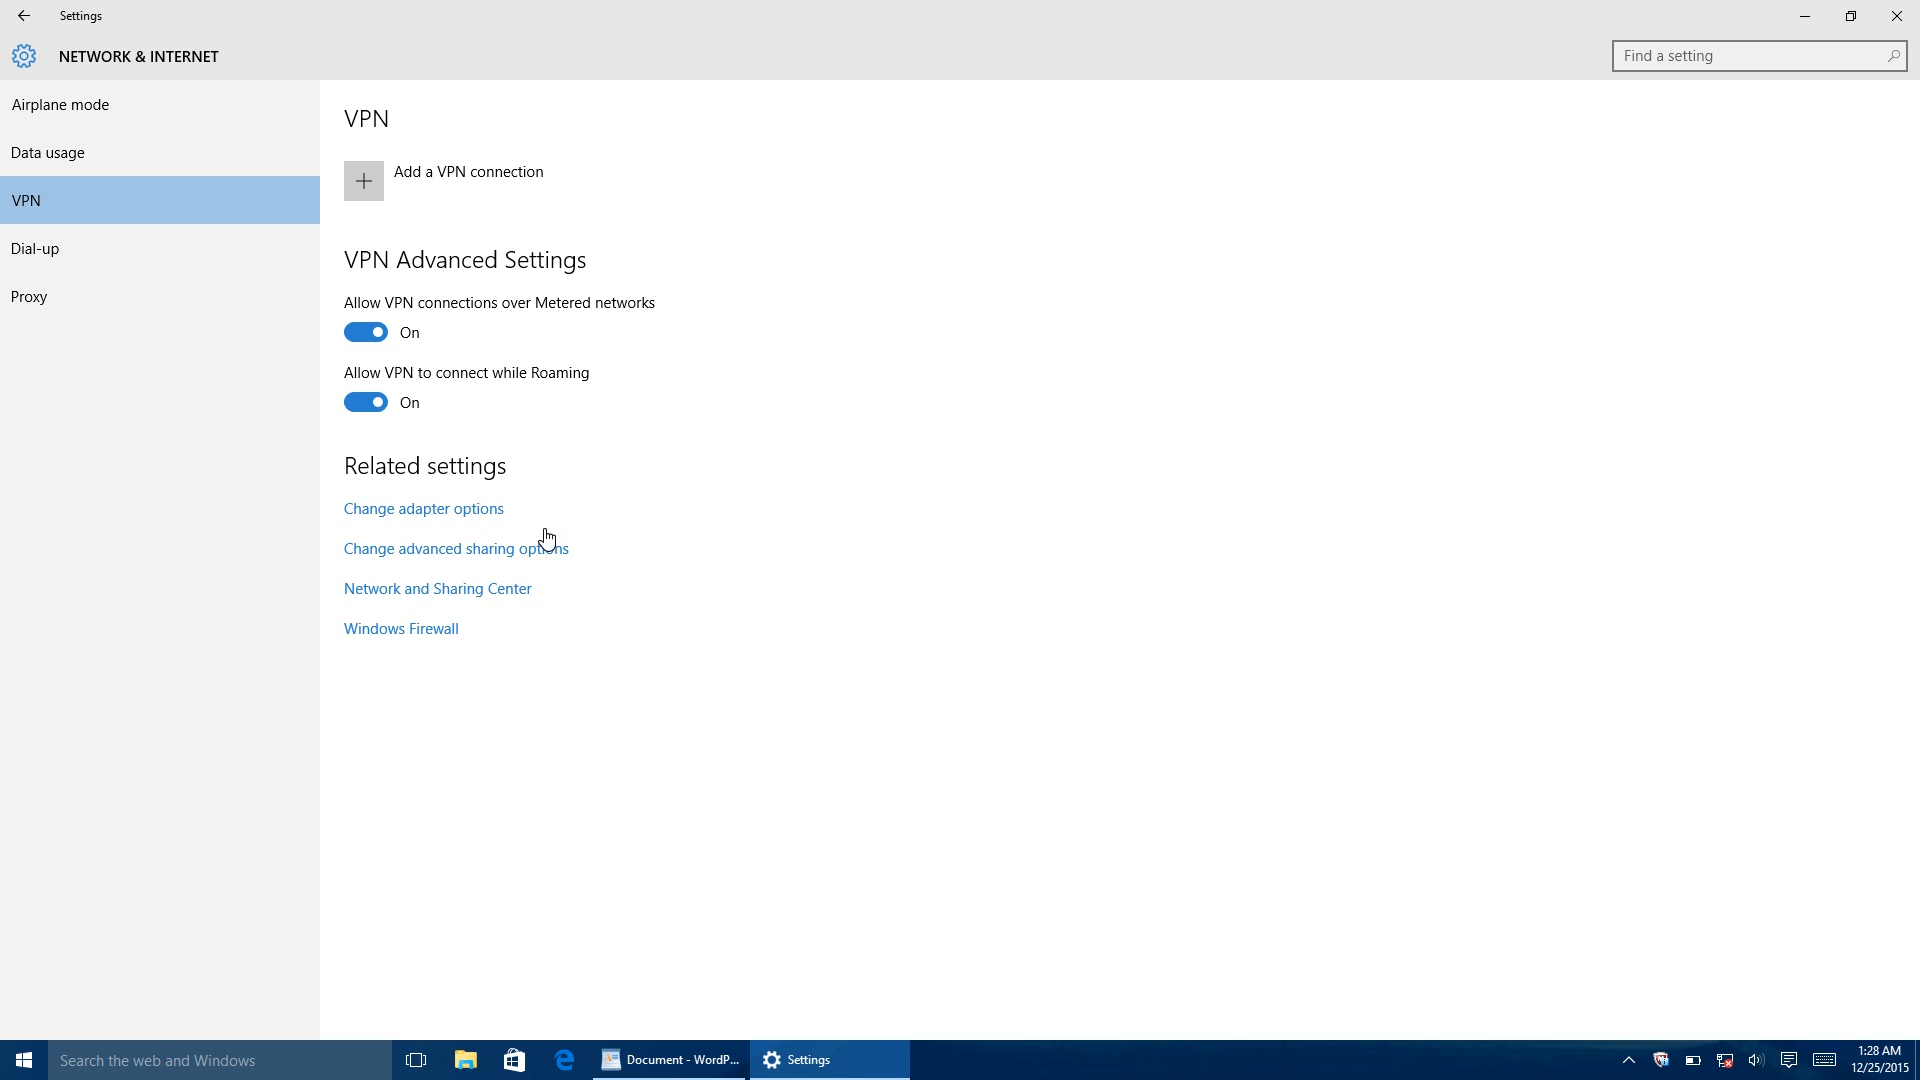 Settings
NETWORK & INTERNET
Find a setting
Airplane mode
Data usage
VPN
Dial-up
Proxy
VPN
Add a VPN connection
VPN Advanced Settings
Allow VPN connections over Metered networks
On
Allow VPN to connect while Roaming
On
Related settings
Change adapter options
Change advanced sharing options
Network and Sharing Center
Windows Firewall
Search the web and Windows
Document - WordP...
Settings
1:28 AM
12/25/2015